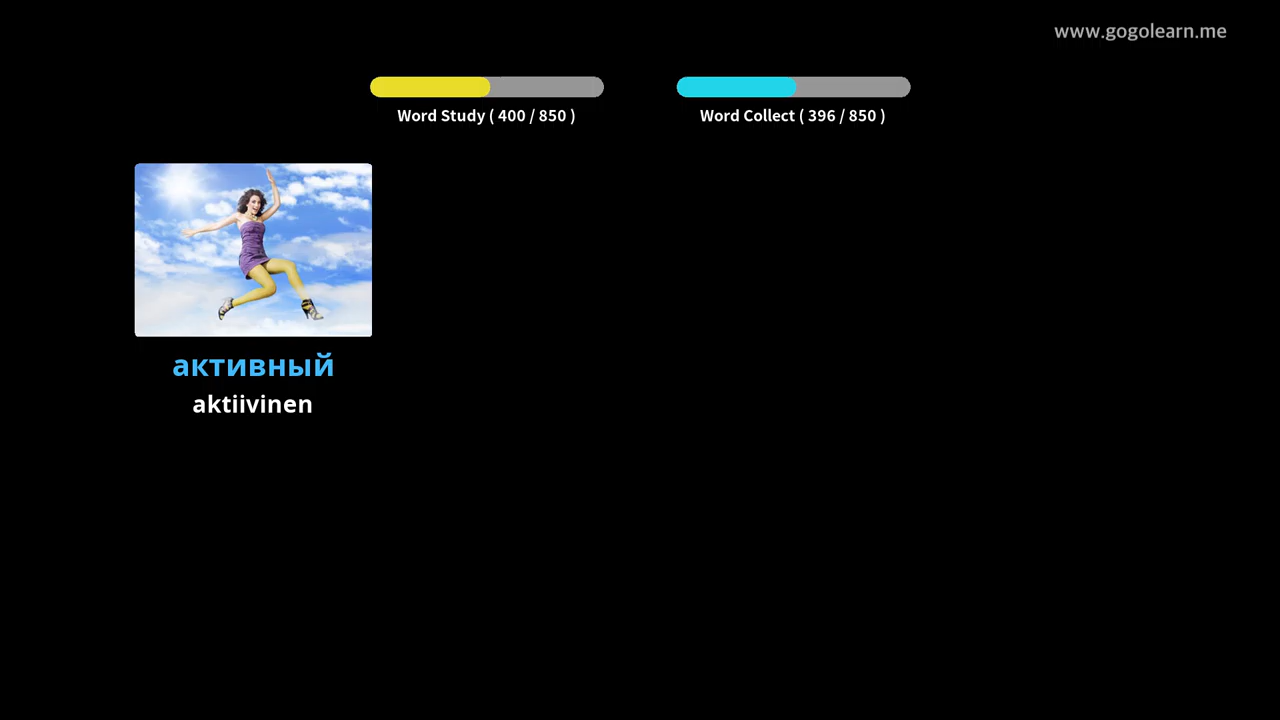 www.gogolearn.me
Word Study ( 400 / 850 )
Word Collect ( 396 / 850 )
активный
aktiivinen